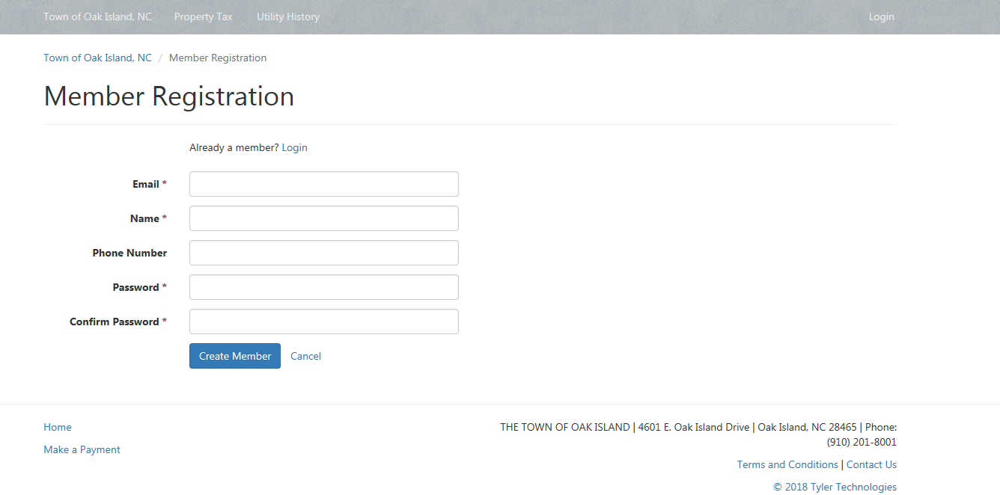 Town of Oak Island, NC Property Tax Utility History Login
Town of Oak Island, NC / Member Registration
Member Registration
Already a member? Login
Email *
Name *
Phone Number
Password *
Confirm Password *
Create Member Cancel
Home
Make a Payment
THE TOWN OF OAK ISLAND | 4601 E. Oak Island Drive | Oak Island, NC 28465 | Phone:
(910) 201-8001
Terms and Conditions | Contact Us
© 2018 Tyler Technologies